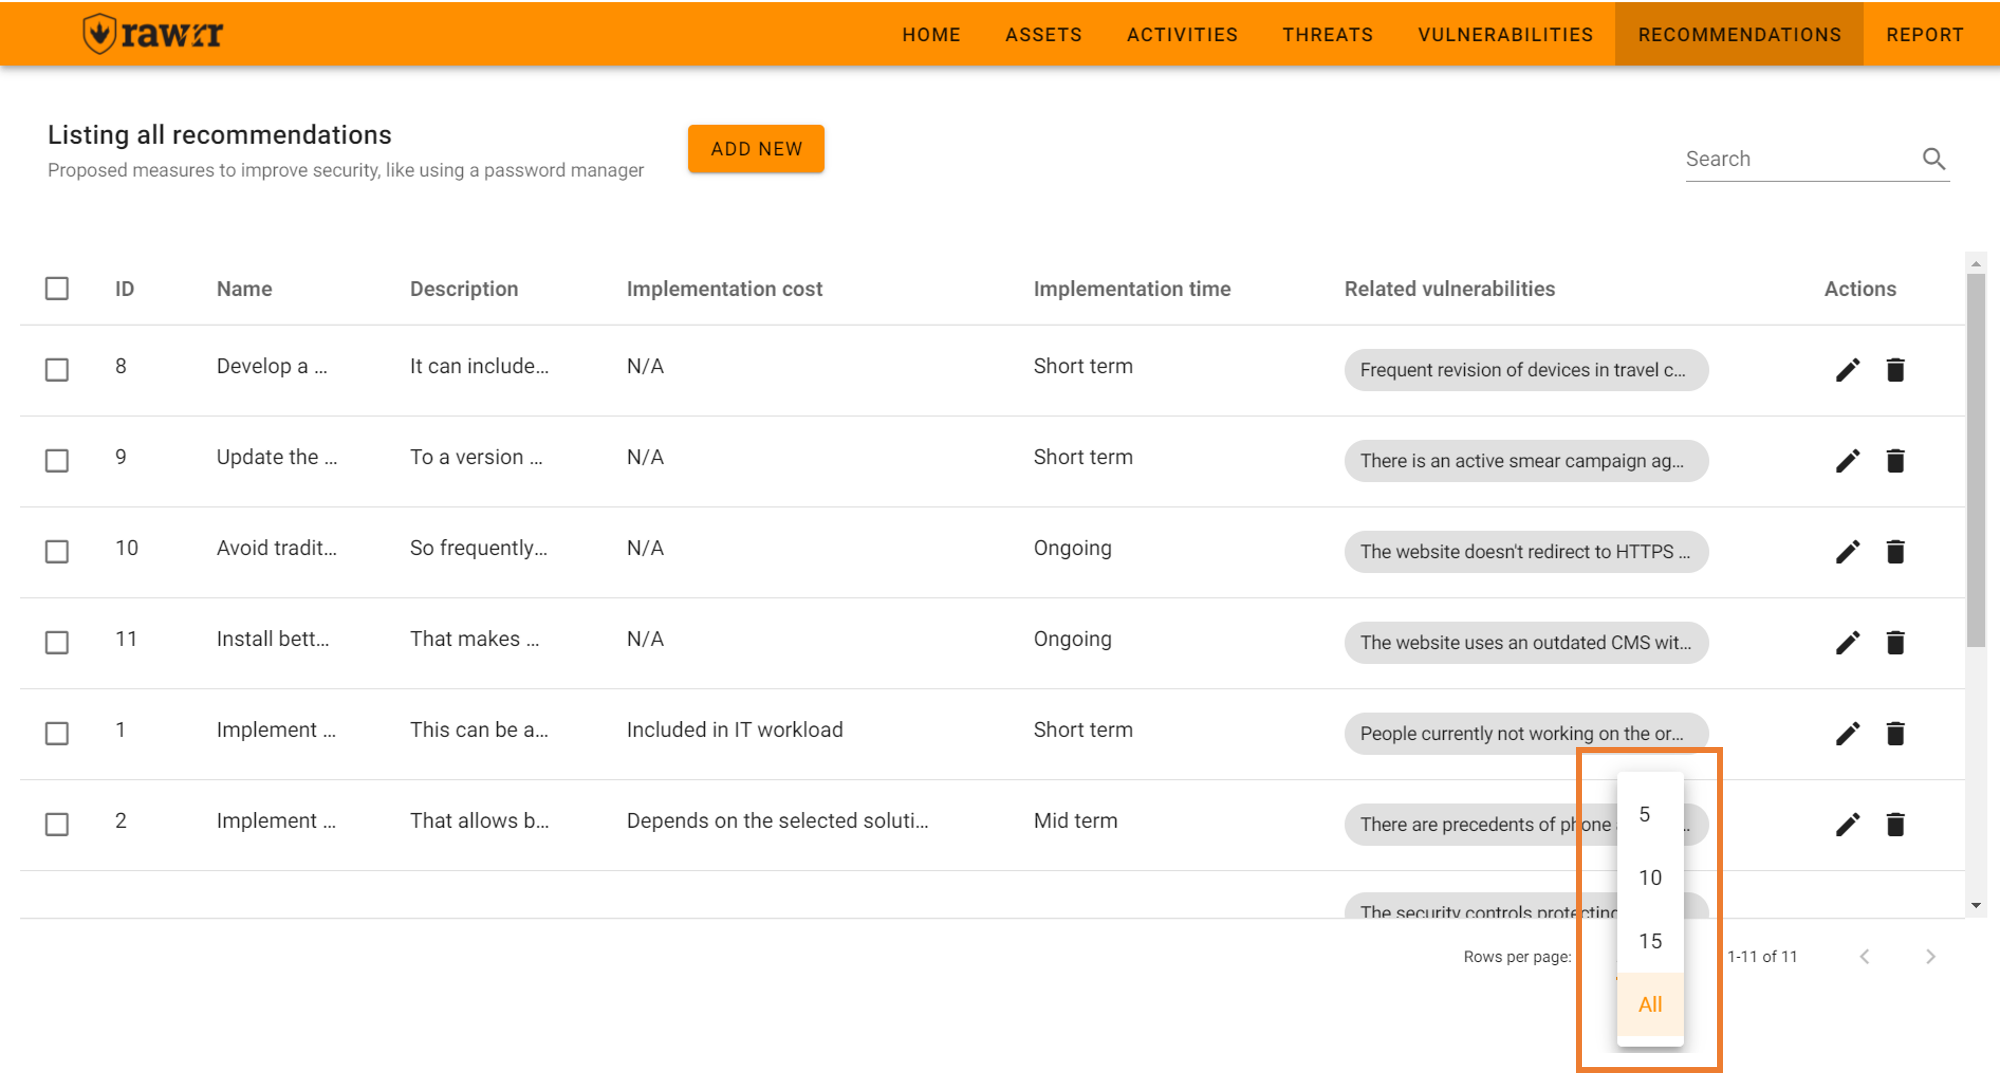 rawrr HOME ASSETS ACTIVITIES THREATS VULNERABILITIES RECOMMENDATIONS REPORT
Listing all recommendations
ADD NEW
Proposed measures to improve security, like using a password manager
Search
ID Name Description Implementation cost Implementation time Related vulnerabilities Actions
8 Develop a ... It can include... N/A Short term Frequent revision of devices in travel c...
9 Update the ... To a version ... N/A Short term There is an active smear campaign ag...
10 Avoid tradit... So frequently... N/A Ongoing The website doesn't redirect to HTTPS ...
11 Install bett... That makes ... N/A Ongoing The website uses an outdated CMS wit...
1 Implement ... This can be a... Included in IT workload Short term People currently not working on the or...
2 Implement ... That allows b... Depends on the selected soluti... Mid term There are precedents of phone
The security controls protecting
5
10
15
All
Rows per page: 1-11 of 11